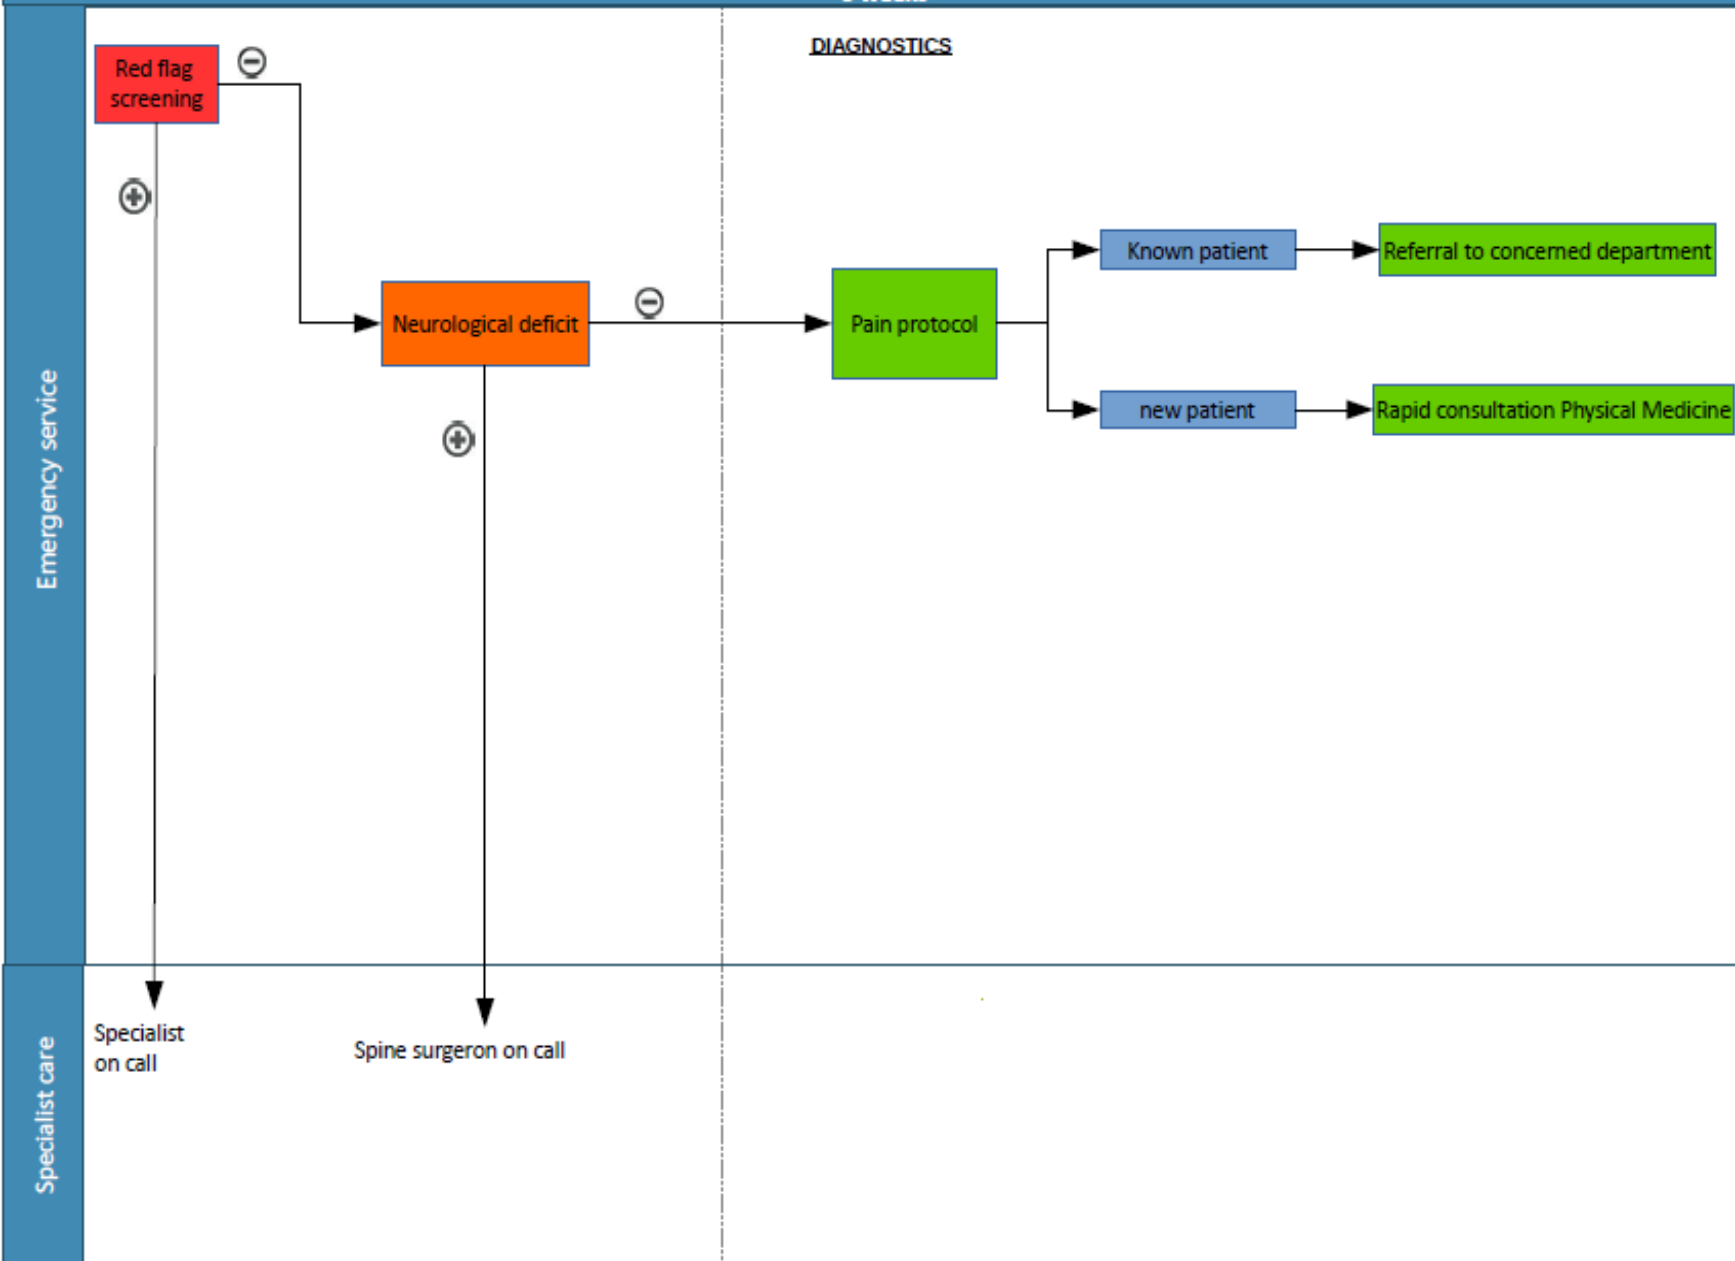 DIAGNOSTICS
Red flag
screening
Known patient
Referral to concerned department
Neurological deficit
Pain protocol
new patient
Rapid consultation Physical Medicine
Emergency service
Specialist
on call
Spine surgeron on call
Specialist care